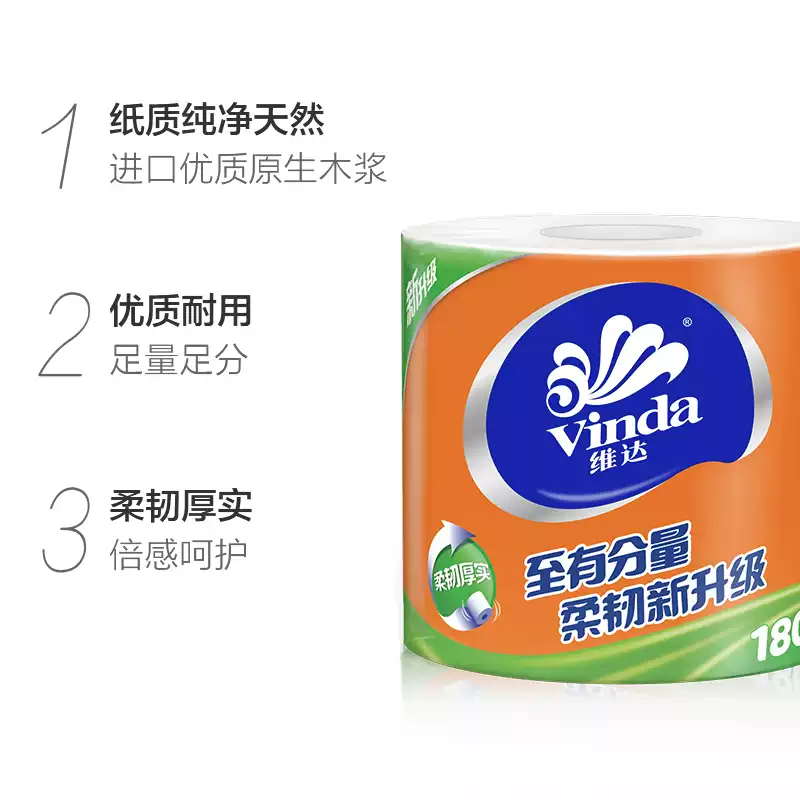 1
纸质纯净天然
进口优质原生木浆
2
优质耐用
足量足分
3
柔韧厚实
倍感呵护
新升级
®
Vinda
维达
柔韧厚实
至有分量
柔韧新升级
180